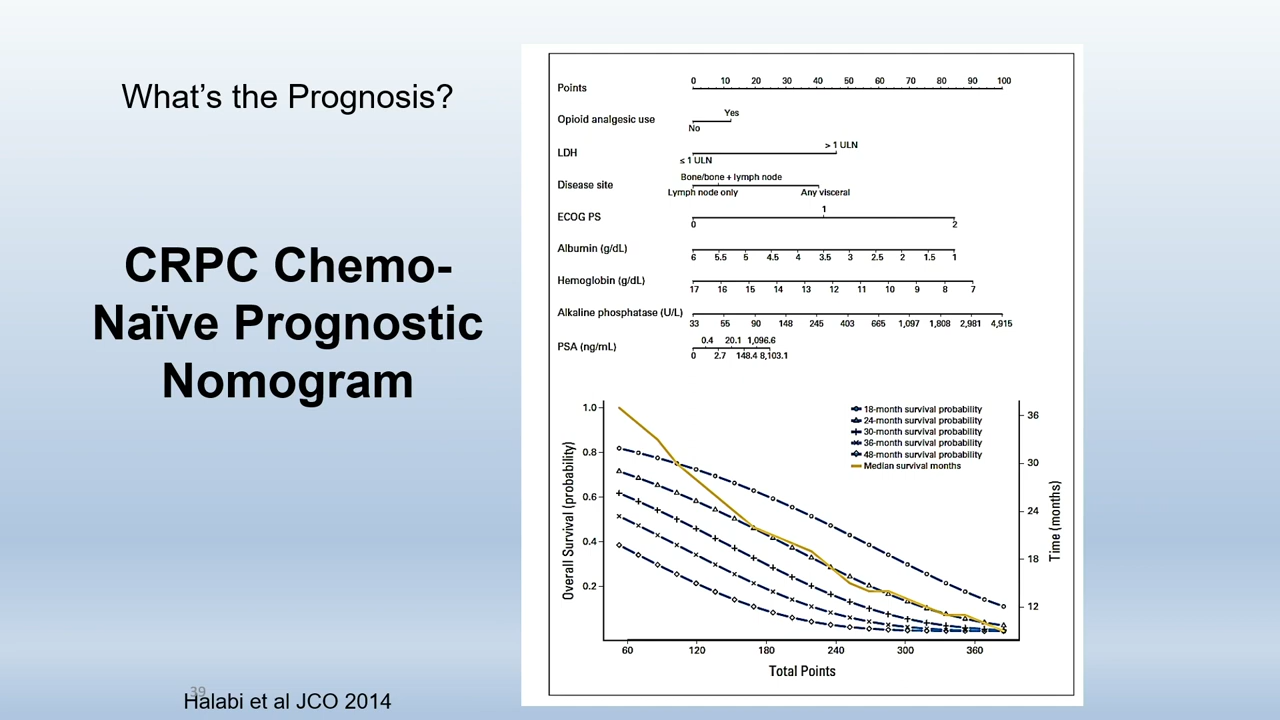 What's the Prognosis?
CRPC Chemo-
Naïve Prognostic
Nomogram
39
Halabi et al JCO 2014
Points
0 10 20 30 40 50 60 70 80 90 100
Opioid analgesic use
Yes
No
LDH
> 1 ULN
≤ 1 ULN
Disease site
Bone/bone + lymph node
Lymph node only
Any visceral
ECOG PS
1
0
2
Albumin (g/dL)
6 5.5 5 4.5 4 3.5 3 2.5 2 1.5 1
Hemoglobin (g/dL)
17 16 15 14 13 12 11 10 9 8 7
Alkaline phosphatase (U/L)
33 55 90 148 245 403 665 1,097 1,808 2,981 4,915
PSA (ng/mL)
0.4 20.1 1,096.6
0 2.7 148.4 8,103.1
Overall Survival (probability)
1.0
0.8
0.6
0.4
0.2
18-month survival probability
24-month survival probability
30-month survival probability
36-month survival probability
48-month survival probability
Median survival months
36
30
24
18
12
Time (months)
60 120 180 240 300 360
Total Points